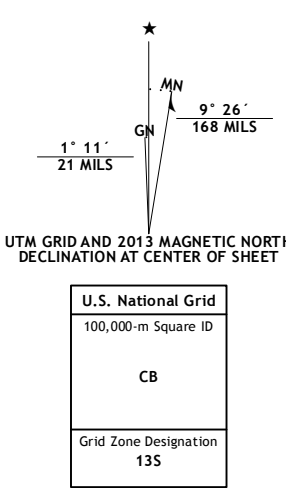 ★
MN
9° 26´
168 MILS
GN
1° 11´
21 MILS
UTM GRID AND 2013 MAGNETIC NORTH
DECLINATION AT CENTER OF SHEET
U.S. National Grid
100,000-m Square ID
CB
Grid Zone Designation
13S